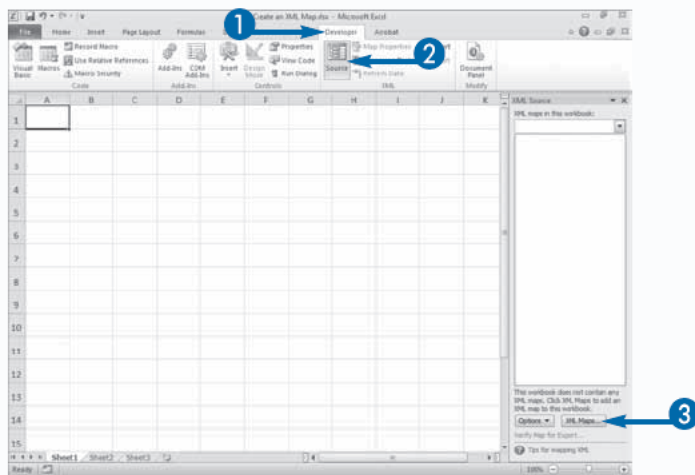 Create an XML Map.xlsx - Microsoft Excel
File Home Insert Page Layout Formulas Developer Acrobat
1
2
Visual Basic
Macros
Record Macro
Use Relative References
Macro Security
Code
Add-Ins
COM Add-Ins
Add-Ins
Insert
Design Mode
Properties
View Code
Run Dialog
Controls
Source
Map Properties
Refresh Data
XML
Document Panel
Modify
A B C D E F G H I J K
1
2
3
4
5
6
7
8
9
10
11
12
13
14
15
XML Source
XML maps in this workbook:
This workbook does not contain any
XML maps. Click XML Maps to add an
XML map to this workbook.
Options
XML Maps...
3
Verify Map for Export...
Tips for mapping XML
Sheet1 Sheet2 Sheet3
Ready
100%